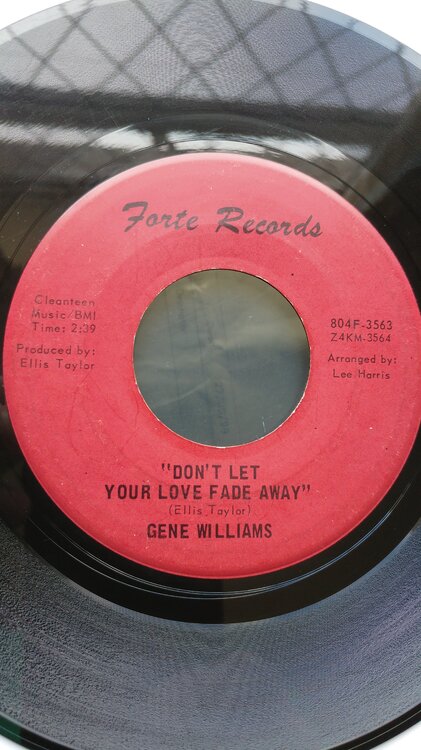 Forte Records
Cleanteen
Music/BMI
Time: 2:39
Produced by:
Ellis Taylor
804F-3563
Z4KM-3564
Arranged by:
Lee Harris
"DON'T LET
YOUR LOVE FADE AWAY"
(Ellis Taylor)
GENE WILLIAMS